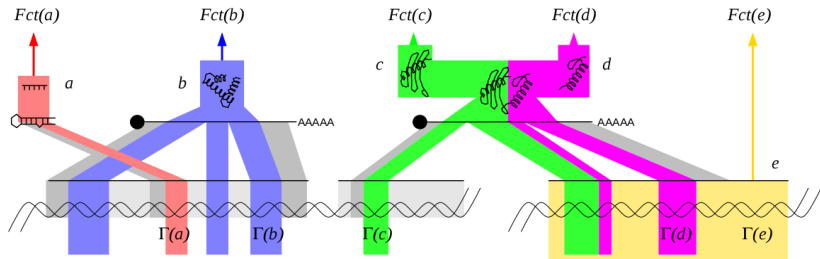 Fct(a) Fct(b) Fct(c) Fct(d) Fct(e)
a b c d
AAAAA AAAAA
e
Γ(a) Γ(b) Γ(c) Γ(d) Γ(e)